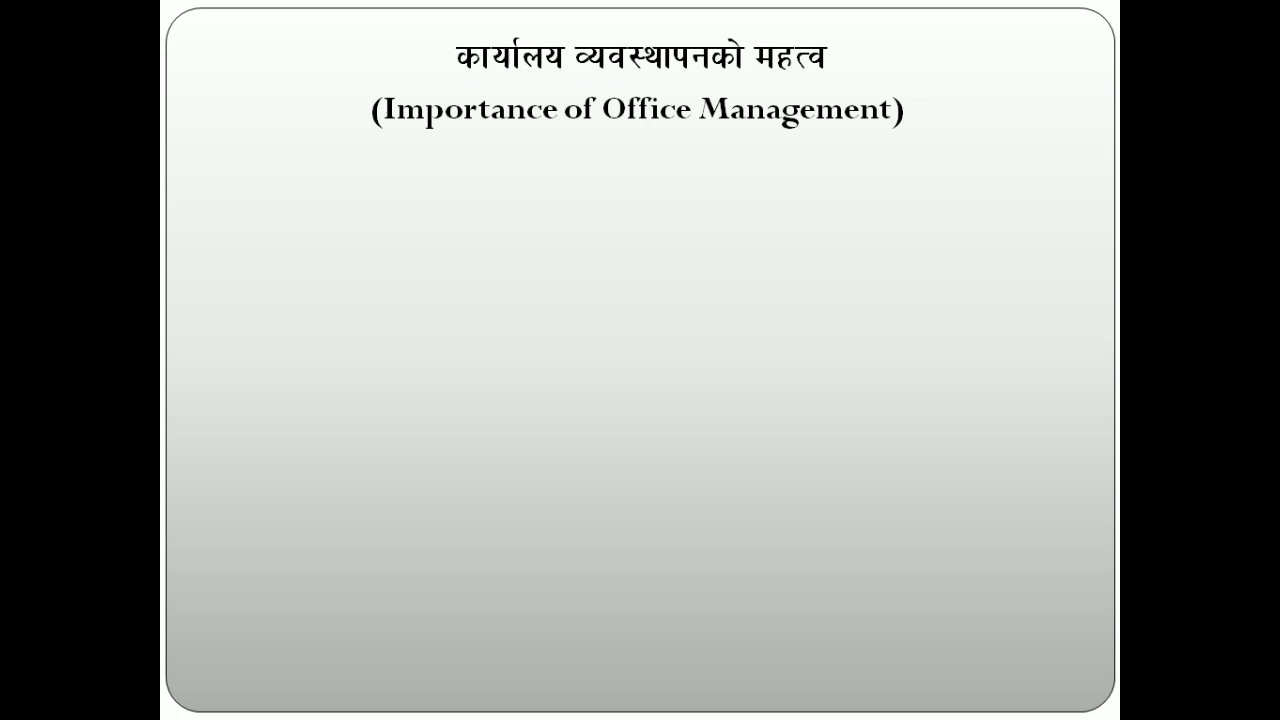 कार्यालय व्यवस्थापनको महत्व
(Importance of Office Management)